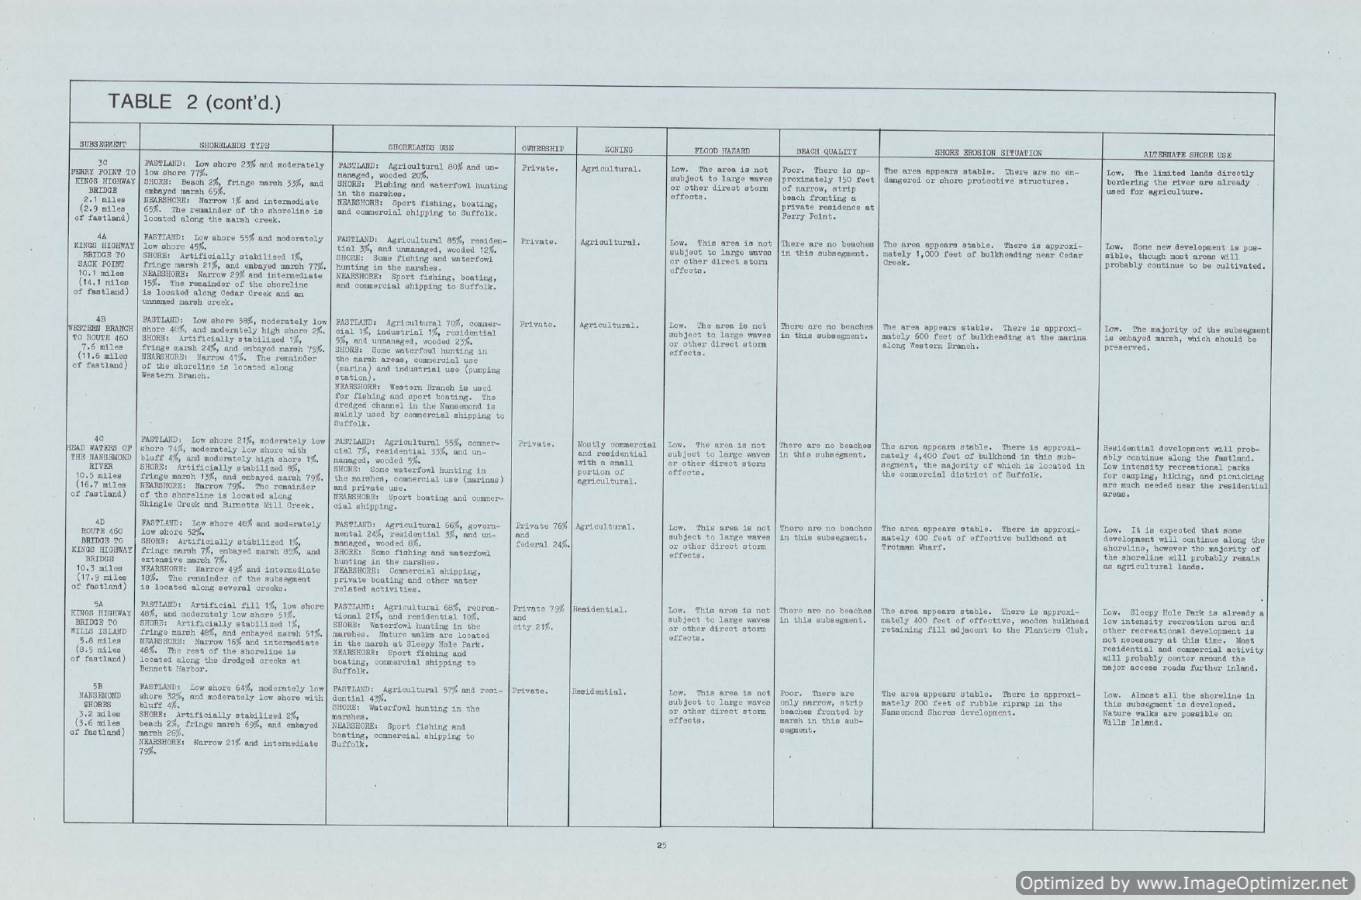 TABLE 2 (cont'd.)
SUBSEGMENT
SHORELANDS TYPE
SHORELANDS USE
OWNERSHIP
ZONING
FLOOD HAZARD
BEACH QUALITY
SHORE EROSION SITUATION
ALTERNATE SHORE USE
3C
FERRY POINT TO
KINGS HIGHWAY
BRIDGE
2.1 miles
(2.9 miles
of fastland)
FASTLAND: Low shore 23% and moderately
low shore 77%.
SHORE: Beach 2%, fringe marsh 33%, and
embayed marsh 65%.
NEARSHORE: Narrow 1% and intermediate
65%. The remainder of the shoreline is
located along the marsh creek.
FASTLAND: Agricultural 80% and un-
managed, wooded 20%.
SHORE: Fishing and waterfowl hunting
in the marshes.
NEARSHORE: Sport fishing, boating,
and commercial shipping to Suffolk.
Private.
Agricultural.
Low. The area is not
subject to large waves
or other direct storm
effects.
Poor. There is ap-
proximately 150 feet
of narrow, strip
beach fronting a
private residence at
Ferry Point.
The area appears stable. There are no en-
dangered or shore protective structures.
Low. The limited lands directly
bordering the river are already
used for agriculture.
4A
KINGS HIGHWAY
BRIDGE TO
SACK POINT
10.1 miles
(14.1 miles
of fastland)
FASTLAND: Low shore 55% and moderately
low shore 45%.
SHORE: Artificially stabilized 1%,
fringe marsh 21%, and embayed marsh 77%.
NEARSHORE: Narrow 29% and intermediate
15%. The remainder of the shoreline
is located along Cedar Creek and an
unnamed marsh creek.
FASTLAND: Agricultural 85%, residen-
tial 3%, and unmanaged, wooded 12%.
SHORE: Some fishing and waterfowl
hunting in the marshes.
NEARSHORE: Sport fishing, boating,
and commercial shipping to Suffolk.
Private.
Agricultural.
Low. This area is not
subject to large waves
or other direct storm
effects.
There are no beaches
in this subsegment.
The area appears stable. There is approxi-
mately 1,000 feet of bulkheading near Cedar
Creek.
Low. Some new development is pos-
sible, though most areas will
probably continue to be cultivated.
4B
WESTERN BRANCH
TO ROUTE 460
7.6 miles
(11.6 miles
of fastland)
FASTLAND: Low shore 58%, moderately low
shore 40%, and moderately high shore 2%.
SHORE: Artificially stabilized 1%,
fringe marsh 24%, and embayed marsh 75%.
NEARSHORE: Narrow 41%. The remainder
of the shoreline is located along
Western Branch.
FASTLAND: Agricultural 70%, commer-
cial 1%, industrial 1%, residential
5%, and unmanaged, wooded 23%.
SHORE: Some waterfowl hunting in
the marsh areas, commercial use
(marina) and industrial use (pumping
station).
NEARSHORE: Western Branch is used
for fishing and sport boating. The
dredged channel in the Nansemond is
mainly used by commercial shipping to
Suffolk.
Private.
Agricultural.
Low. The area is not
subject to large waves
or other direct storm
effects.
There are no beaches
in this subsegment.
The area appears stable. There is approxi-
mately 600 feet of bulkheading at the marina
along Western Branch.
Low. The majority of the subsegment
is embayed marsh, which should be
preserved.
4C
HEAD WATERS OF
THE NANSEMOND
RIVER
10.5 miles
(16.7 miles
of fastland)
FASTLAND: Low shore 21%, moderately low
shore 74%, moderately low shore with
bluff 4%, and moderately high shore 1%.
SHORE: Artificially stabilized 8%,
fringe marsh 13%, and embayed marsh 79%.
NEARSHORE: Narrow 79%. The remainder
of the shoreline is located along
Shingle Creek and Burnetts Mill Creek.
FASTLAND: Agricultural 55%, commer-
cial 7%, residential 33%, and un-
managed, wooded 5%.
SHORE: Some waterfowl hunting in
the marshes, commercial use (marinas)
and private use.
NEARSHORE: Sport boating and commer-
cial shipping.
Private.
Mostly commercial
and residential
with a small
portion of
agricultural.
Low. The area is not
subject to large waves
or other direct storm
effects.
There are no beaches
in this subsegment.
The area appears stable. There is approxi-
mately 4,400 feet of bulkhead in this sub-
segment, the majority of which is located in
the commercial district of Suffolk.
Residential development will prob-
ably continue along the fastland.
Low intensity recreational parks
for camping, hiking, and picnicking
are much needed near the residential
areas.
4D
ROUTE 460
BRIDGE TO
KINGS HIGHWAY
BRIDGE
10.3 miles
(17.9 miles
of fastland)
FASTLAND: Low shore 48% and moderately
low shore 52%.
SHORE: Artificially stabilized 1%,
fringe marsh 7%, embayed marsh 85%, and
extensive marsh 7%.
NEARSHORE: Narrow 49% and intermediate
18%. The remainder of the subsegment
is located along several creeks.
FASTLAND: Agricultural 66%, govern-
mental 24%, residential 3%, and un-
managed, wooded 8%.
SHORE: Some fishing and waterfowl
hunting in the marshes.
NEARSHORE: Commercial shipping,
private boating and other water
related activities.
Private 76%
and
federal 24%.
Agricultural.
Low. This area is not
subject to large waves
or other direct storm
effects.
There are no beaches
in this subsegment.
The area appears stable. There is approxi-
mately 400 feet of effective bulkhead at
Trotman Wharf.
Low. It is expected that some
development will continue along the
shoreline, however the majority of
the shoreline will probably remain
as agricultural lands.
5A
KINGS HIGHWAY
BRIDGE TO
WILLS ISLAND
5.8 miles
(8.5 miles
of fastland)
FASTLAND: Artificial fill 1%, low shore
48%, and moderately low shore 51%.
SHORE: Artificially stabilized 1%,
fringe marsh 48%, and embayed marsh 51%.
NEARSHORE: Narrow 16% and intermediate
48%. The rest of the shoreline is
located along the dredged creeks at
Bennett Harbor.
FASTLAND: Agricultural 68%, recrea-
tional 21%, and residential 10%.
SHORE: Waterfowl hunting in the
marshes. Nature walks are located
in the marsh at Sleepy Hole Park.
NEARSHORE: Sport fishing and
boating, commercial shipping to
Suffolk.
Private 79%
and
city 21%.
Residential.
Low. This area is not
subject to large waves
or other direct storm
effects.
There are no beaches
in this subsegment.
The area appears stable. There is approxi-
mately 400 feet of effective, wooden bulkhead
retaining fill adjacent to the Planters Club.
Low. Sleepy Hole Park is already a
low intensity recreation area and
other recreational development is
not necessary at this time. Most
residential and commercial activity
will probably center around the
major access roads further inland.
5B
NANSEMOND
SHORES
3.2 miles
(3.6 miles
of fastland)
FASTLAND: Low shore 64%, moderately low
shore 32%, and moderately low shore with
bluff 4%.
SHORE: Artificially stabilized 2%,
beach 2%, fringe marsh 69%, and embayed
marsh 26%.
NEARSHORE: Narrow 21% and intermediate
79%.
FASTLAND: Agricultural 57% and resi-
dential 43%.
SHORE: Waterfowl hunting in the
marshes.
NEARSHORE: Sport fishing and
boating, commercial shipping to
Suffolk.
Private.
Residential.
Low. This area is not
subject to large waves
or other direct storm
effects.
Poor. There are
only narrow, strip
beaches fronted by
marsh in this sub-
segment.
The area appears stable. There is approxi-
mately 200 feet of rubble riprap in the
Nansemond Shores development.
Low. Almost all the shoreline in
this subsegment is developed.
Nature walks are possible on
Wills Island.
25
Optimized by www.ImageOptimizer.net